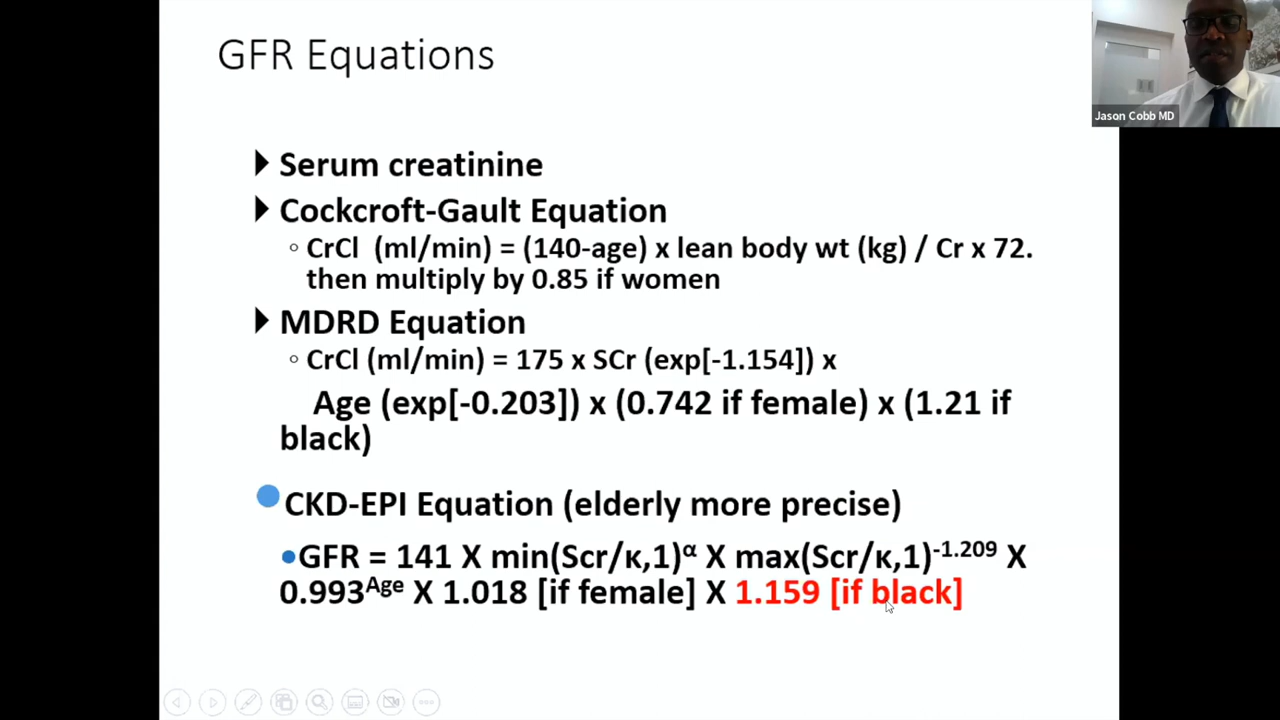 GFR Equations
Jason Cobb MD
Serum creatinine
Cockcroft-Gault Equation
CrCl (ml/min) = (140-age) x lean body wt (kg) / Cr x 72.
then multiply by 0.85 if women
MDRD Equation
CrCl (ml/min) = 175 x SCr (exp[-1.154]) x
Age (exp[-0.203]) x (0.742 if female) x (1.21 if
black)
CKD-EPI Equation (elderly more precise)
GFR = 141 X min(Scr/κ,1)^α X max(Scr/κ,1)^-1.209 X
0.993^Age X 1.018 [if female] X 1.159 [if black]